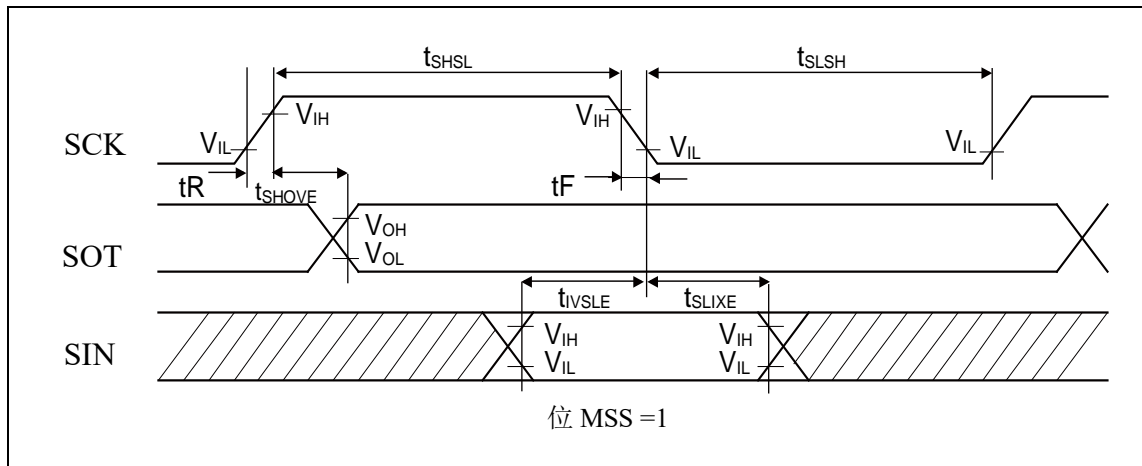 tSHSL tSLSH
SCK VIL VIH VIH VIL VIL
tR tSHOVE tF
SOT VOH
VOL
tIVSLE tSLIXE
SIN VIH VIH
VIL VIL
位 MSS =1